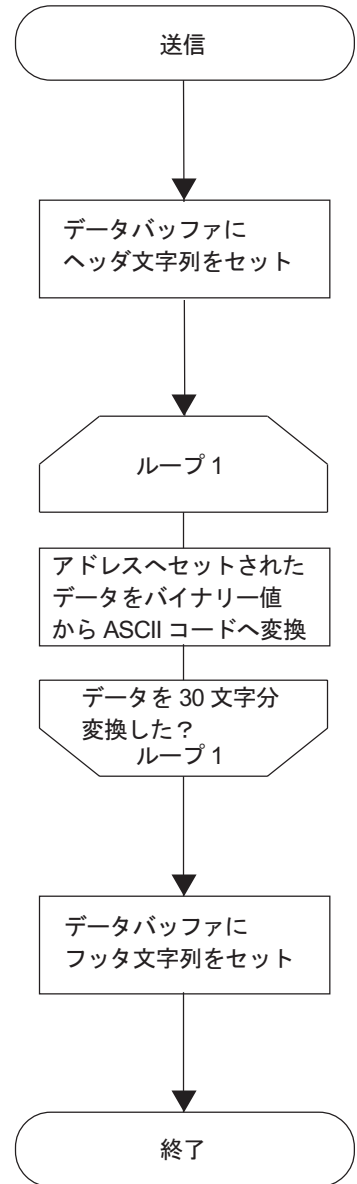 送信
データバッファに
ヘッダ文字列をセット
ループ 1
アドレスへセットされた
データをバイナリー値
から ASCII コードへ変換
データを 30 文字分
変換した？
ループ 1
データバッファに
フッタ文字列をセット
終了